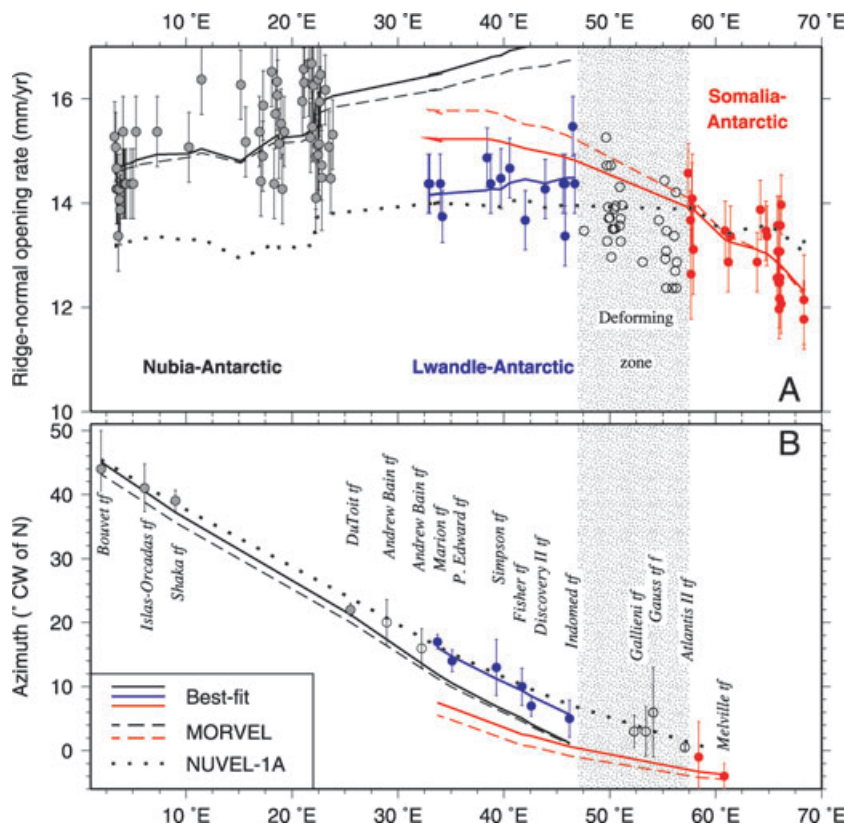 10˚E 20˚E 30˚E 40˚E 50˚E 60˚E 70˚E
Ridge-normal opening rate (mm/yr)
16
14
12
10
Somalia-
Antarctic
Deforming
zone
Nubia-Antarctic
Lwandle-Antarctic
A
B
Azimuth (˚ CW of N)
50
40
30
20
10
0
Bouvet tf
Islas-Orcadas tf
Shaka tf
DuToit tf
Andrew Bain tf
Andrew Bain tf
Marion tf
P. Edward tf
Simpson tf
Fisher tf
Discovery II tf
Indomed tf
Gallieni tf
Gauss tf f
Atlantis II tf
Melville tf
Best-fit
MORVEL
NUVEL-1A
10˚E 20˚E 30˚E 40˚E 50˚E 60˚E 70˚E